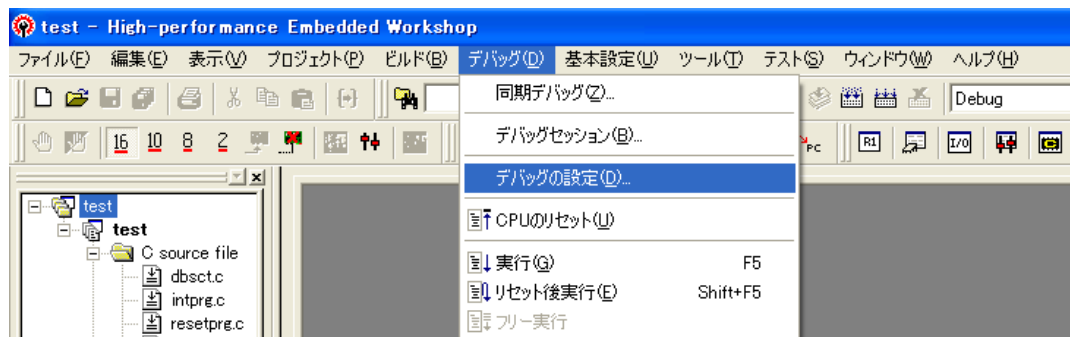 test - High-performance Embedded Workshop
ファイル(F) 編集(E) 表示(V) プロジェクト(P) ビルド(B) デバッグ(D) 基本設定(U) ツール(T) テスト(S) ウィンドウ(W) ヘルプ(H)
同期デバッグ(Z)...
Debug
デバッグセッション(B)...
16 10 8 2
PC R1 I/O
デバッグの設定(D)...
test
CPUのリセット(U)
test
C source file
実行(G) F5
dbsct.c
リセット後実行(E) Shift+F5
intprg.c
フリー実行
resetprg.c